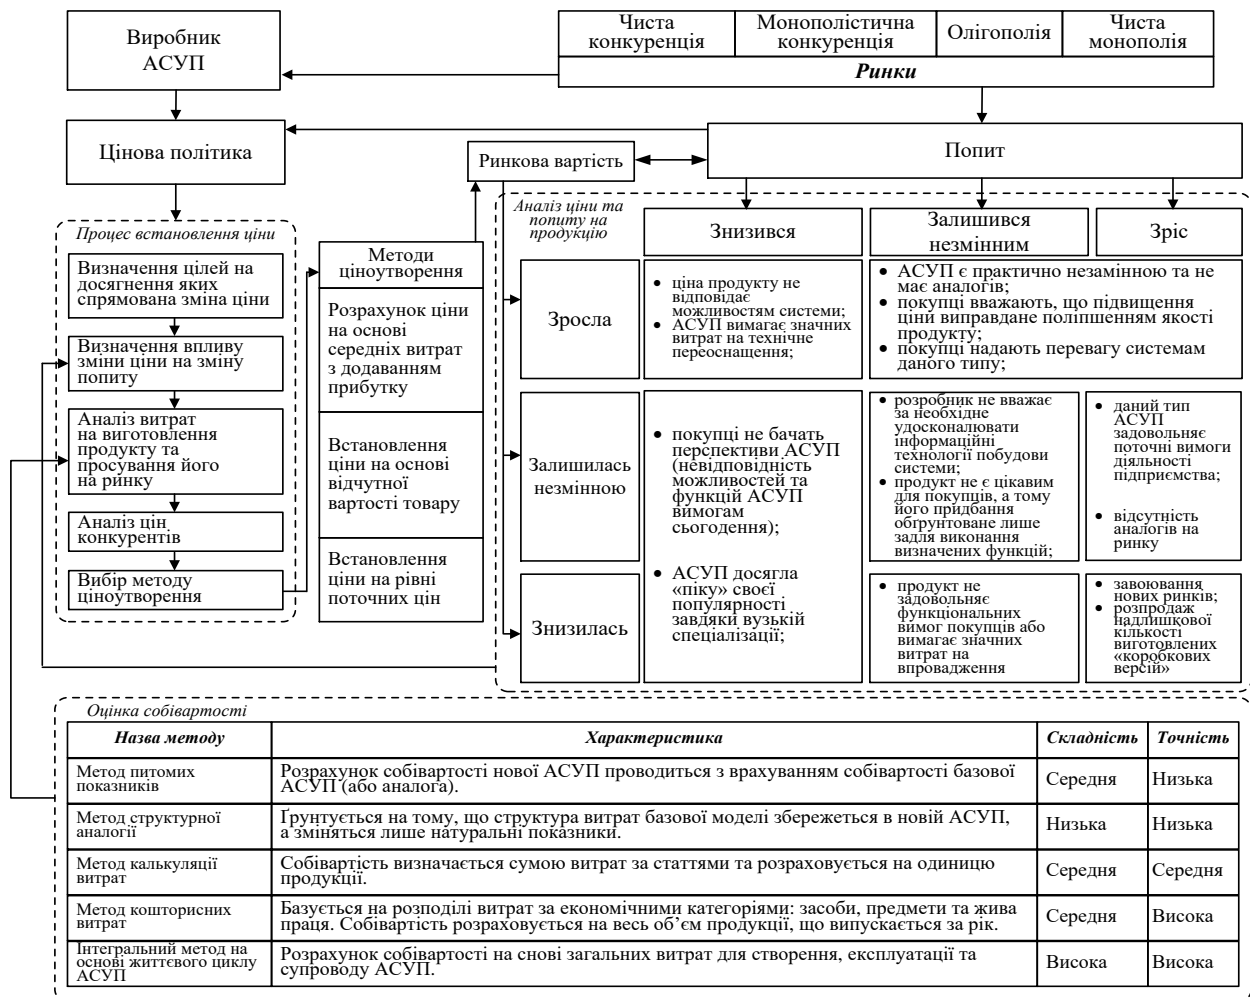 Виробник
АСУП
Чиста
конкуренція
Монополістична
конкуренція
Олігополія
Чиста
монополія
Ринки
Цінова політика
Ринкова вартість
Попит
Процес встановлення ціни
Визначення цілей на
досягнення яких
спрямована зміна ціни
Визначення впливу
зміни ціни на зміну
попиту
Аналіз витрат
на виготовлення
продукту та
просування його
на ринку
Аналіз цін
конкурентів
Вибір методу
ціноутворення
Методи
ціноутворення
Розрахунок ціни
на основі
середніх витрат
з додаванням
прибутку
Встановлення
ціни на основі
відчутної
вартості товару
Встановлення
ціни на рівні
поточних цін
Аналіз ціни та
попиту на
продукцію
Знизився
Залишився
незмінним
Зріс
Зросла
• ціна продукту не
відповідає
можливостям системи;
• АСУП вимагає значних
витрат на технічне
переоснащення;
• АСУП є практично незамінною та не
має аналогів;
• покупці вважають, що підвищення
ціни виправдане поліпшенням якості
продукту;
• покупці надають перевагу системам
даного типу;
Залишилась
незмінною
• покупці не бачать
перспективи АСУП
(невідповідність
можливостей та
функцій АСУП
вимогам
сьогодення);
• АСУП досягла
«піку» своєї
популярності
завдяки вузькій
спеціалізації;
• розробник не вважає
за необхідне
удосконалювати
інформаційні
технології побудови
системи;
• продукт не є цікавим
для покупців, а тому
його придбання
обґрунтоване лише
задля виконання
визначених функцій;
• даний тип
АСУП
задовольняє
поточні вимоги
діяльності
підприємства;
• відсутність
аналогів на
ринку
Знизилась
• продукт не
задовольняє
функціональних
вимог покупців або
вимагає значних
витрат на
впровадження
• завоювання
нових ринків;
• розпродаж
надлишкової
кількості
виготовлених
«коробкових
версій»
Оцінка собівартості
Назва методу
Характеристика
Складність
Точність
Метод питомих
показників
Розрахунок собівартості нової АСУП проводиться з врахуванням собівартості базової
АСУП (або аналога).
Середня
Низька
Метод структурної
аналогії
Ґрунтується на тому, що структура витрат базової моделі збережеться в новій АСУП,
а зміняться лише натуральні показники.
Низька
Низька
Метод калькуляції
витрат
Собівартість визначається сумою витрат за статтями та розраховується на одиницю
продукції.
Середня
Середня
Метод кошторисних
витрат
Базується на розподілі витрат за економічними категоріями: засоби, предмети та жива
праця. Собівартість розраховується на весь об’єм продукції, що випускається за рік.
Середня
Висока
Інтегральний метод на
основі життєвого циклу
АСУП
Розрахунок собівартості на снові загальних витрат для створення, експлуатації та
супроводу АСУП.
Висока
Висока